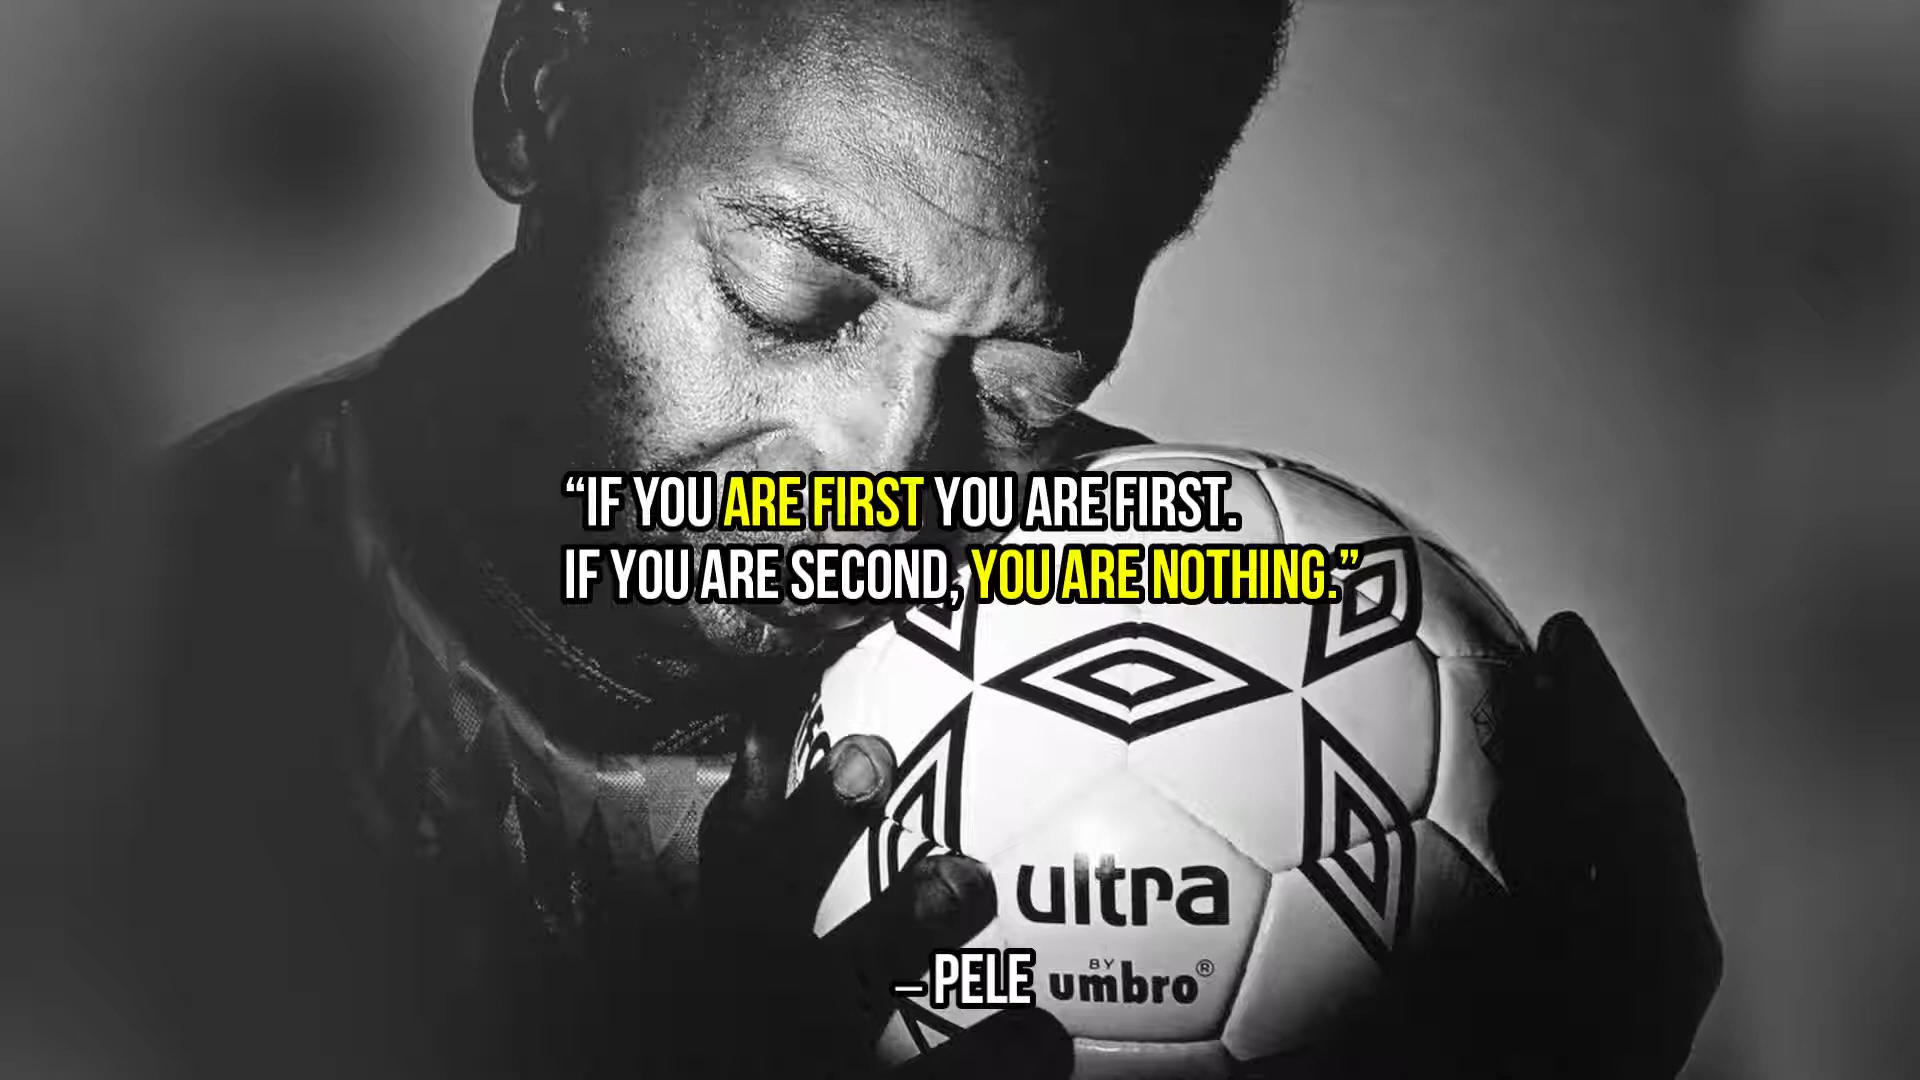 “IF YOU ARE FIRST YOU ARE FIRST.
IF YOU ARE SECOND, YOU ARE NOTHING.”
ultra
BY
umbro®
– PELE